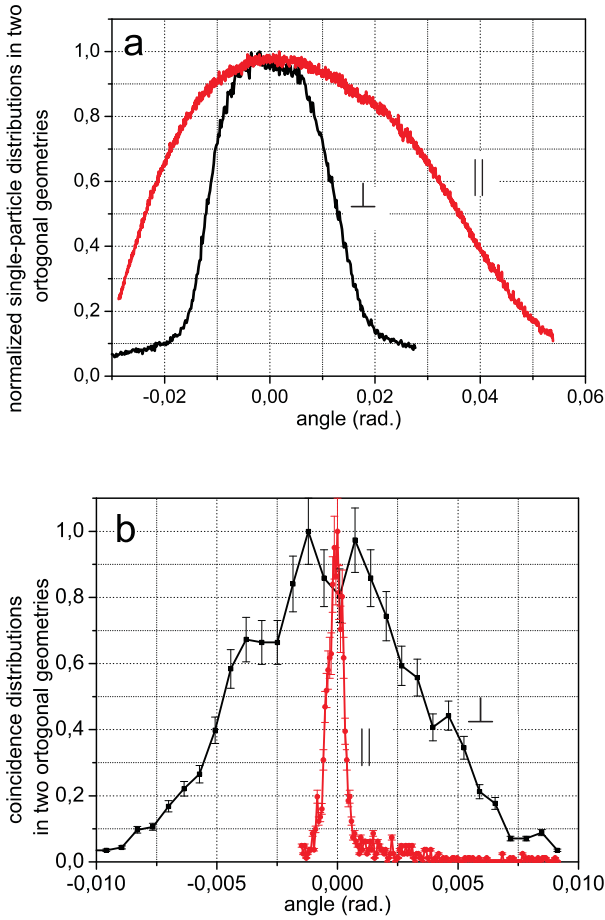 normalized single-particle distributions in two
ortogonal geometries
a
1,0
0,8
0,6
0,4
0,2
0,0
||
⊥
-0,02 0,00 0,02 0,04 0,06
angle (rad.)
coincidence distributions
in two ortogonal geometries
b
1,0
0,8
0,6
0,4
0,2
0,0
⊥
||
-0,010 -0,005 0,000 0,005 0,010
angle (rad.)